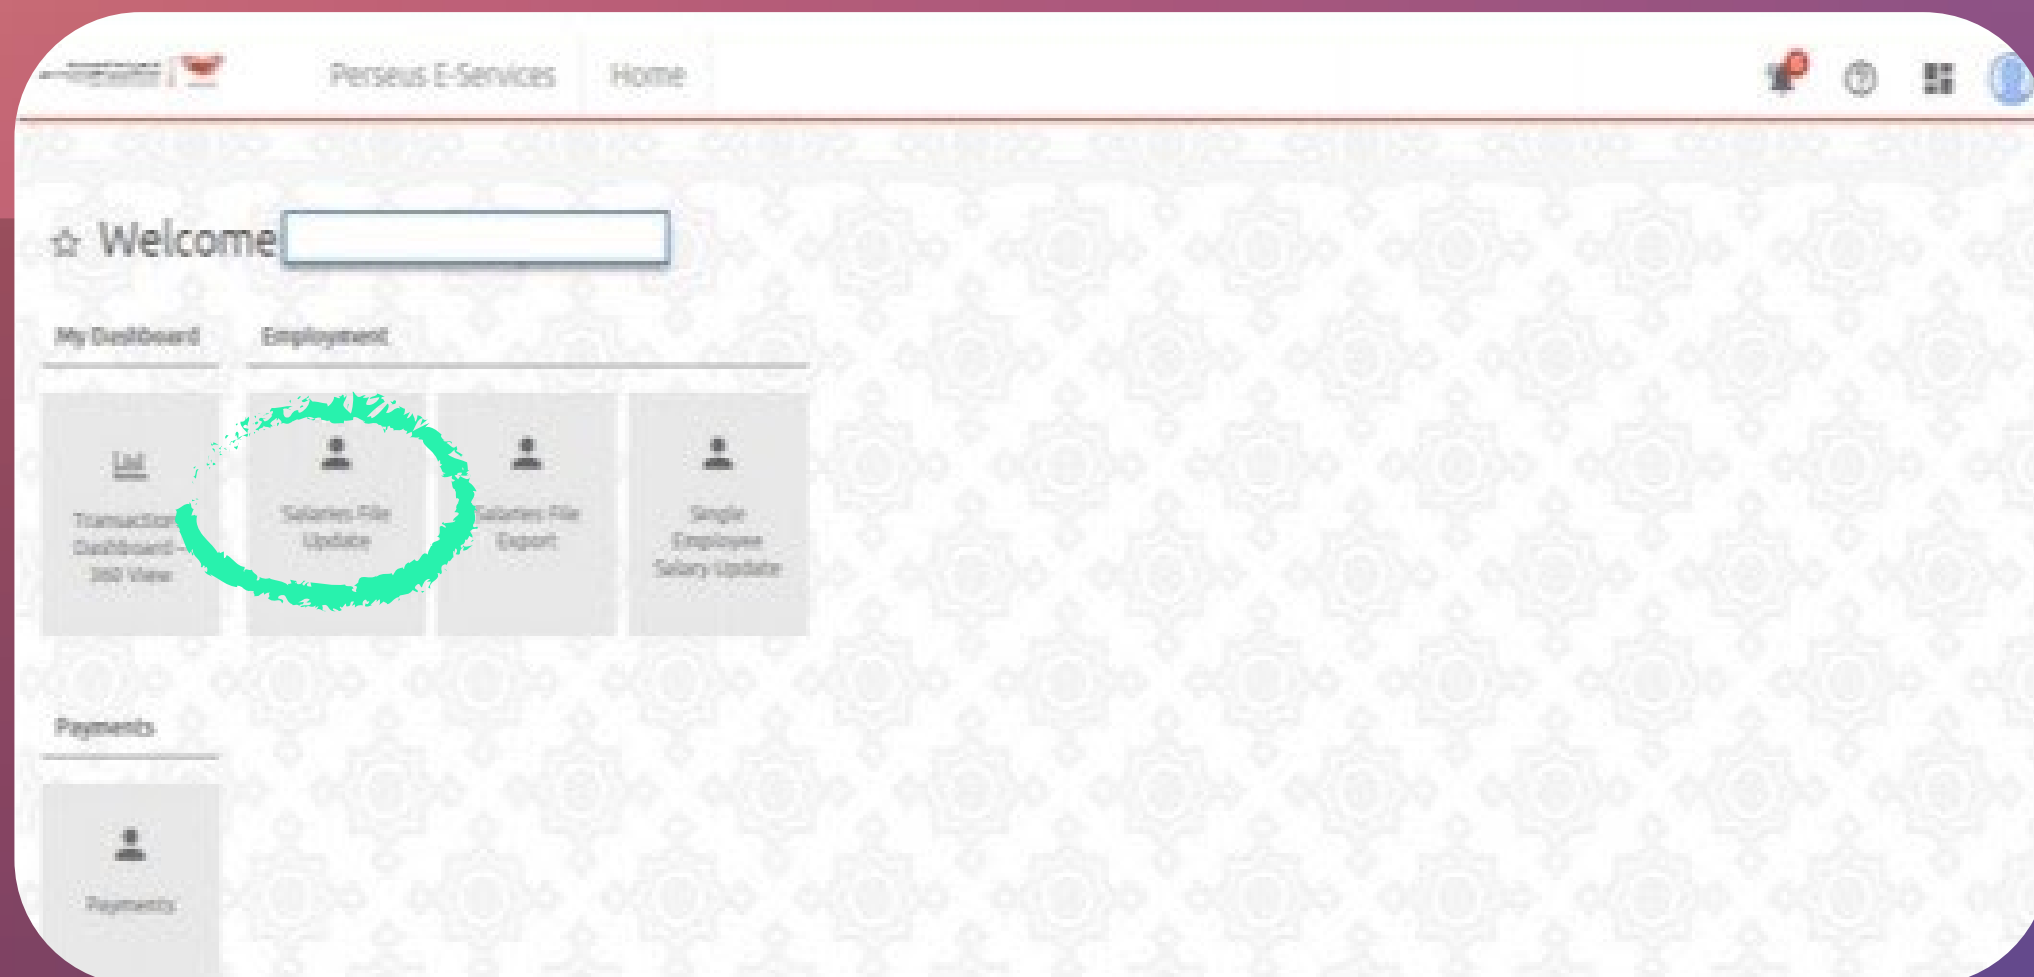 Perseus E-Services
Home
Welcome
My Dashboard
Employment
Transaction
Dashboard -
360 View
Salaries File
Update
Salaries File
Export
Single
Employee
Salary Update
Payments
Payments